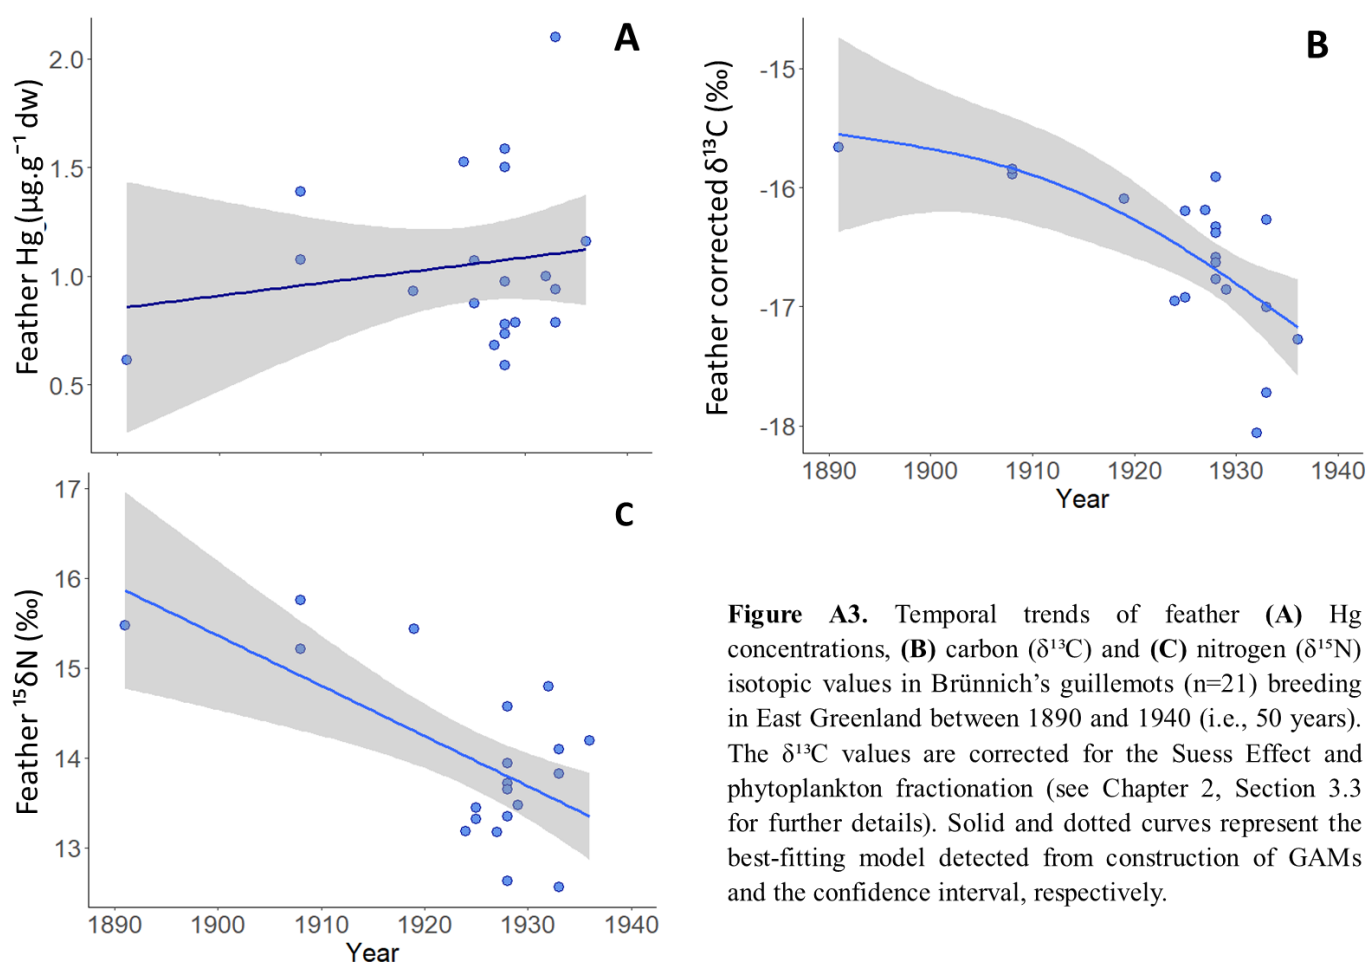 A
Feather Hg (µg.g⁻¹ dw)
2.0
1.5
1.0
0.5
B
Feather corrected δ¹³C (‰)
-15
-16
-17
-18
1890 1900 1910 1920 1930 1940
Year
C
Feather ¹⁵δN (‰)
17
16
15
14
13
1890 1900 1910 1920 1930 1940
Year
Figure A3. Temporal trends of feather (A) Hg
concentrations, (B) carbon (δ¹³C) and (C) nitrogen (δ¹⁵N)
isotopic values in Brünnich’s guillemots (n=21) breeding
in East Greenland between 1890 and 1940 (i.e., 50 years).
The δ¹³C values are corrected for the Suess Effect and
phytoplankton fractionation (see Chapter 2, Section 3.3
for further details). Solid and dotted curves represent the
best-fitting model detected from construction of GAMs
and the confidence interval, respectively.